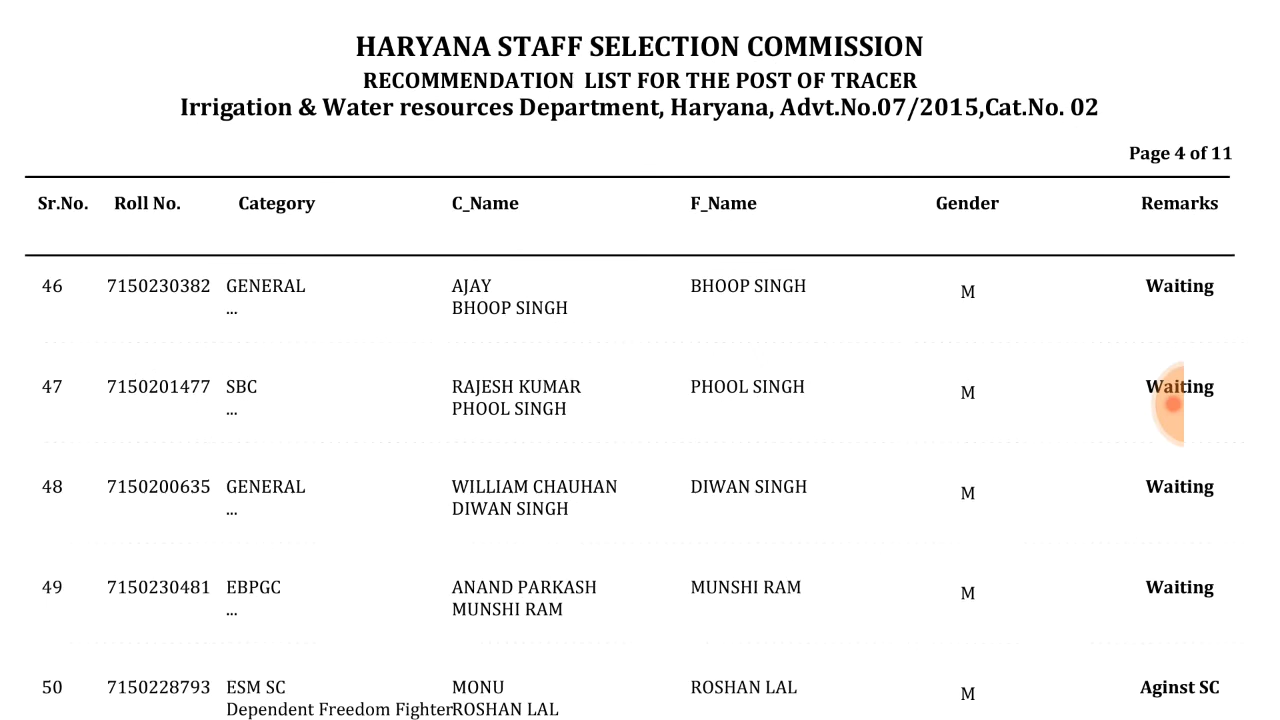 HARYANA STAFF SELECTION COMMISSION
RECOMMENDATION LIST FOR THE POST OF TRACER
Irrigation & Water resources Department, Haryana, Advt.No.07/2015,Cat.No. 02
Page 4 of 11
Sr.No. Roll No. Category C_Name F_Name Gender Remarks
46 7150230382 GENERAL AJAY BHOOP SINGH M Waiting
... BHOOP SINGH
47 7150201477 SBC RAJESH KUMAR PHOOL SINGH M Waiting
... PHOOL SINGH
48 7150200635 GENERAL WILLIAM CHAUHAN DIWAN SINGH M Waiting
... DIWAN SINGH
49 7150230481 EBPGC ANAND PARKASH MUNSHI RAM M Waiting
... MUNSHI RAM
50 7150228793 ESM SC MONU ROSHAN LAL M Aginst SC
Dependent Freedom Fighter ROSHAN LAL